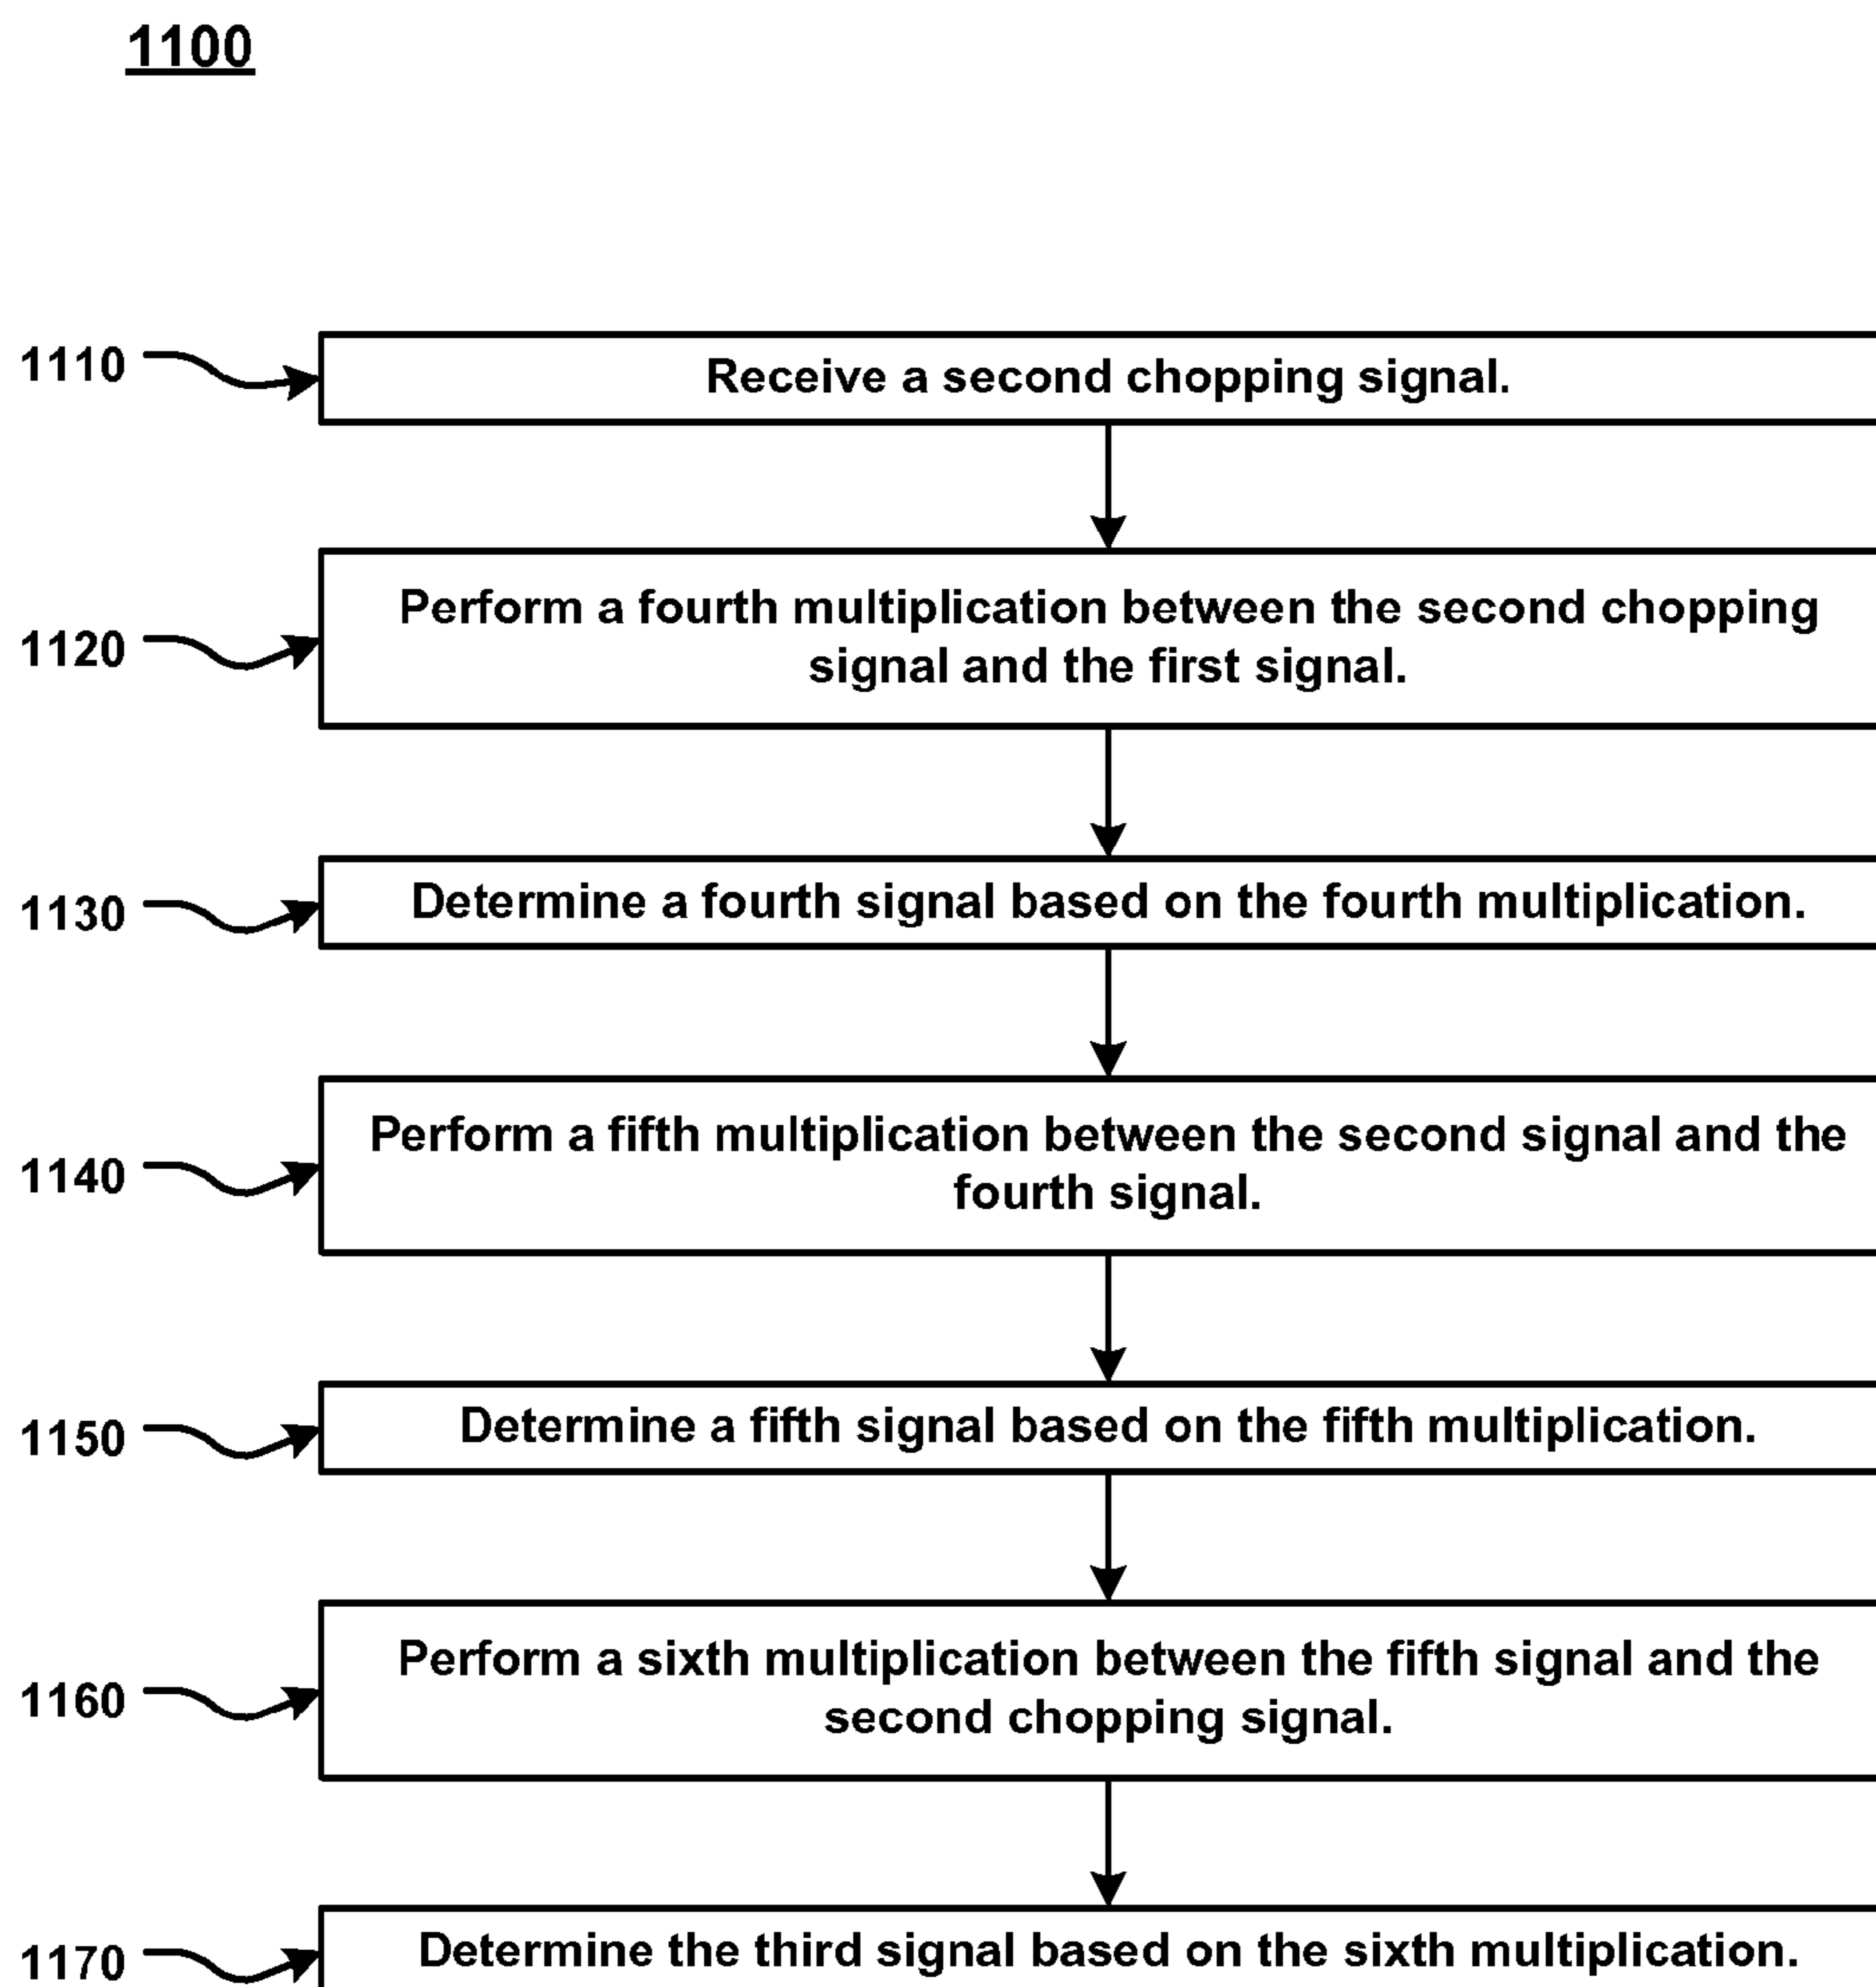 1100
1110
Receive a second chopping signal.
1120
Perform a fourth multiplication between the second chopping
signal and the first signal.
1130
Determine a fourth signal based on the fourth multiplication.
1140
Perform a fifth multiplication between the second signal and the
fourth signal.
1150
Determine a fifth signal based on the fifth multiplication.
1160
Perform a sixth multiplication between the fifth signal and the
second chopping signal.
1170
Determine the third signal based on the sixth multiplication.